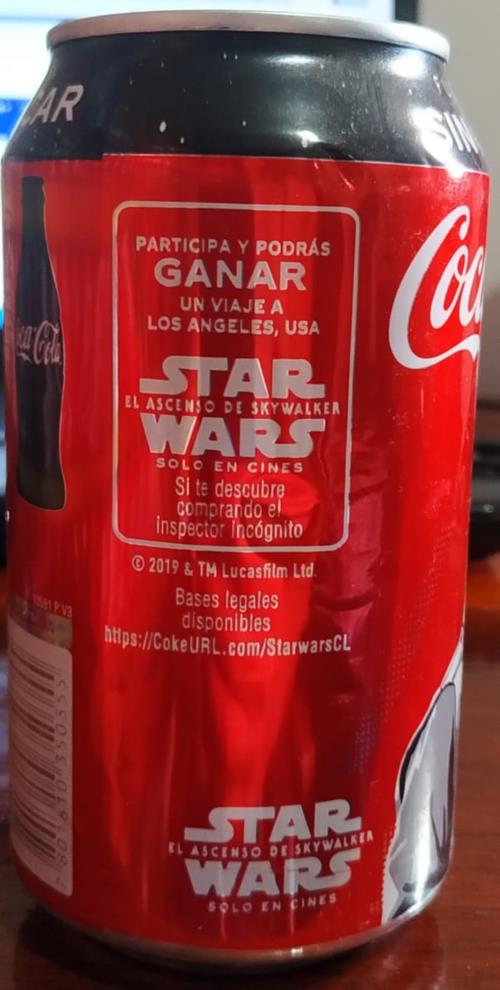 SIN
PARTICIPA Y PODRÁS
GANAR
UN VIAJE A
LOS ANGELES, USA
STAR
EL ASCENSO DE SKYWALKER
WARS
SOLO EN CINES
Si te descubre
comprando el
inspector Incógnito
© 2019 & TM Lucasfilm Ltd.
Bases legales
disponibles
https://CokeURL.com/StarwarsCL
STAR
EL ASCENSO DE SKYWALKER
WARS
SOLO EN CINES